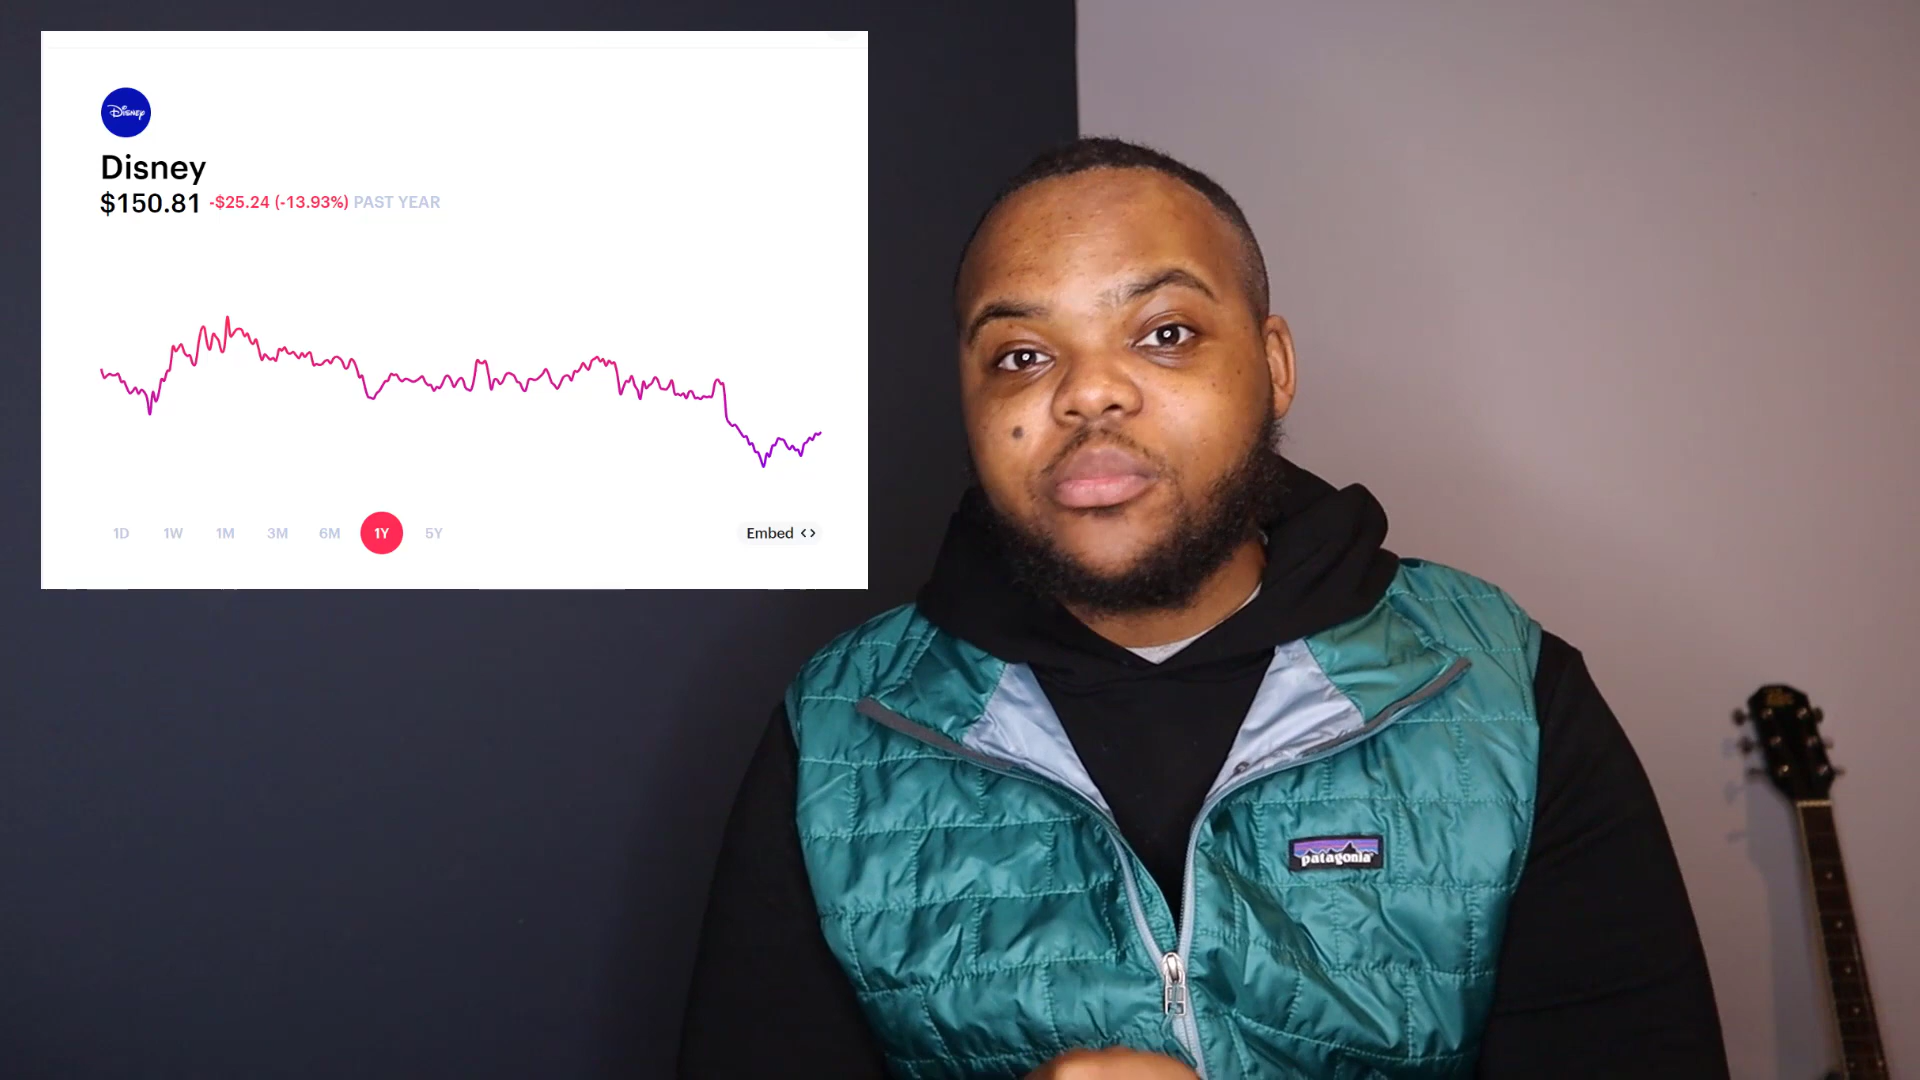 Disney
Disney
$150.81 -$25.24 (-13.93%) PAST YEAR
1D 1W 1M 3M 6M 1Y 5Y Embed <>
patagonia